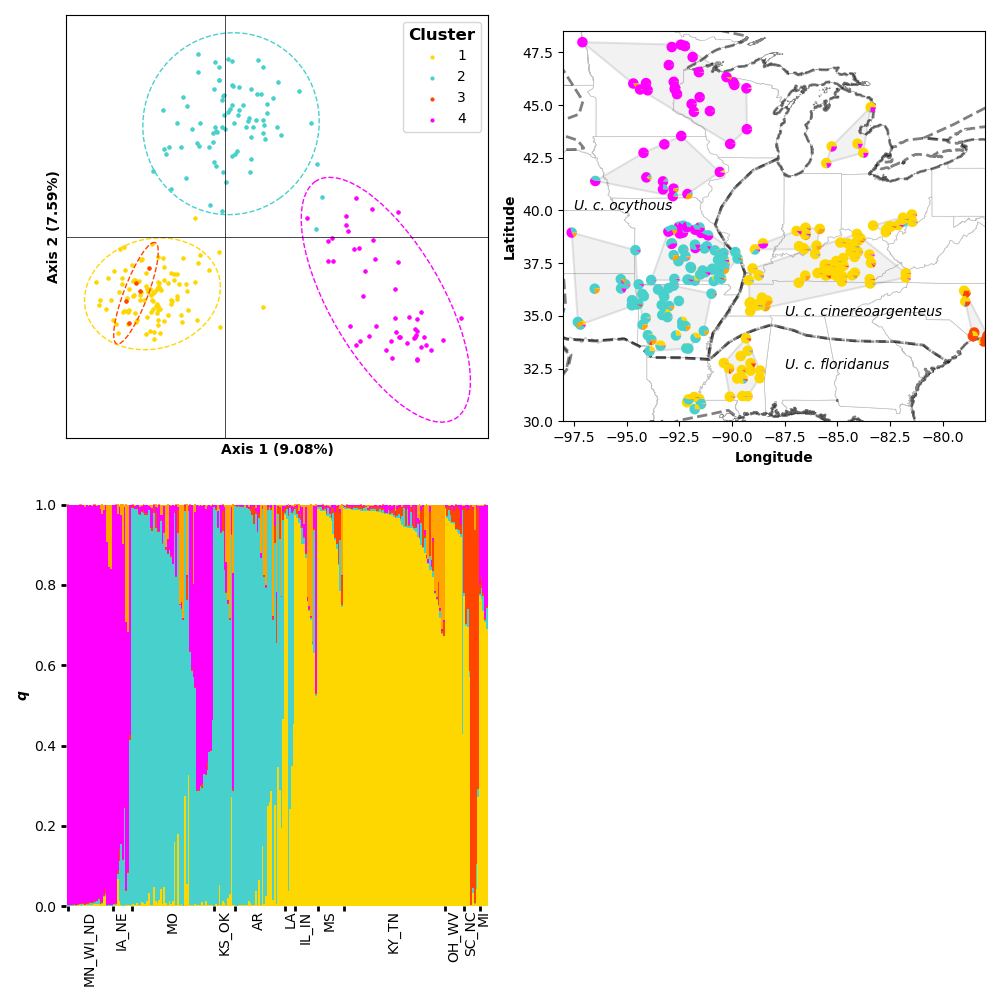 Cluster
1
2
3
4
Axis 2 (7.59%)
Axis 1 (9.08%)
47.5
45.0
42.5
40.0
37.5
35.0
32.5
30.0
Latitude
U. c. ocythous
U. c. cinereoargenteus
U. c. floridanus
−97.5 −95.0 −92.5 −90.0 −87.5 −85.0 −82.5 −80.0
Longitude
1.0
0.8
0.6
0.4
0.2
0.0
q
MN_WI_ND
IA_NE
MO
KS_OK
AR
LA
IL_IN
MS
KY_TN
OH_WV
SC_NC
MI